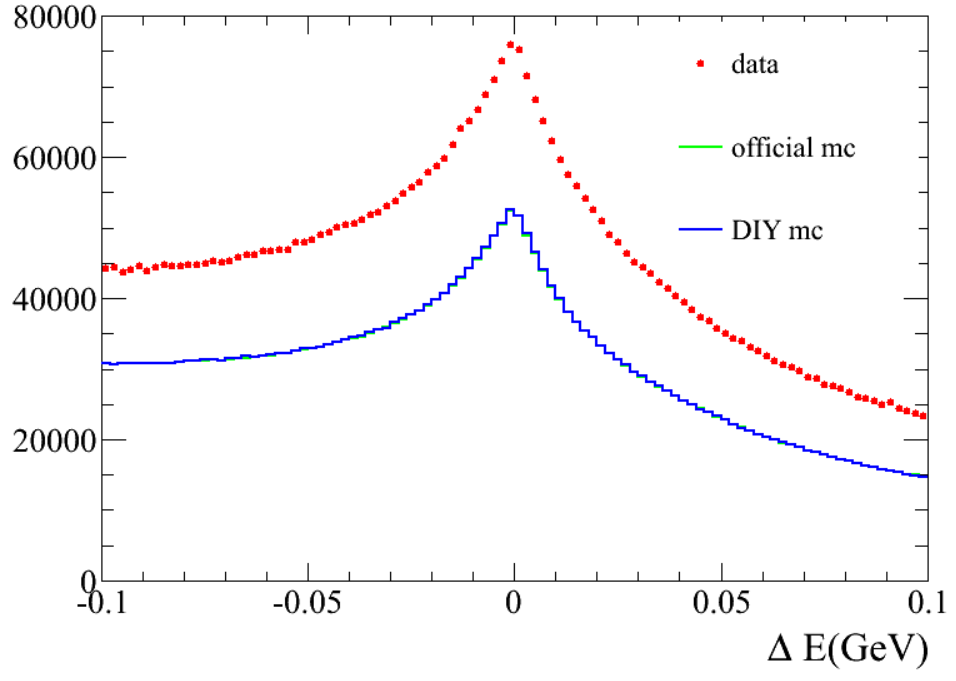 80000
data
60000
official mc
DIY mc
40000
20000
0
-0.1
-0.05
0
0.05
0.1
Δ E(GeV)